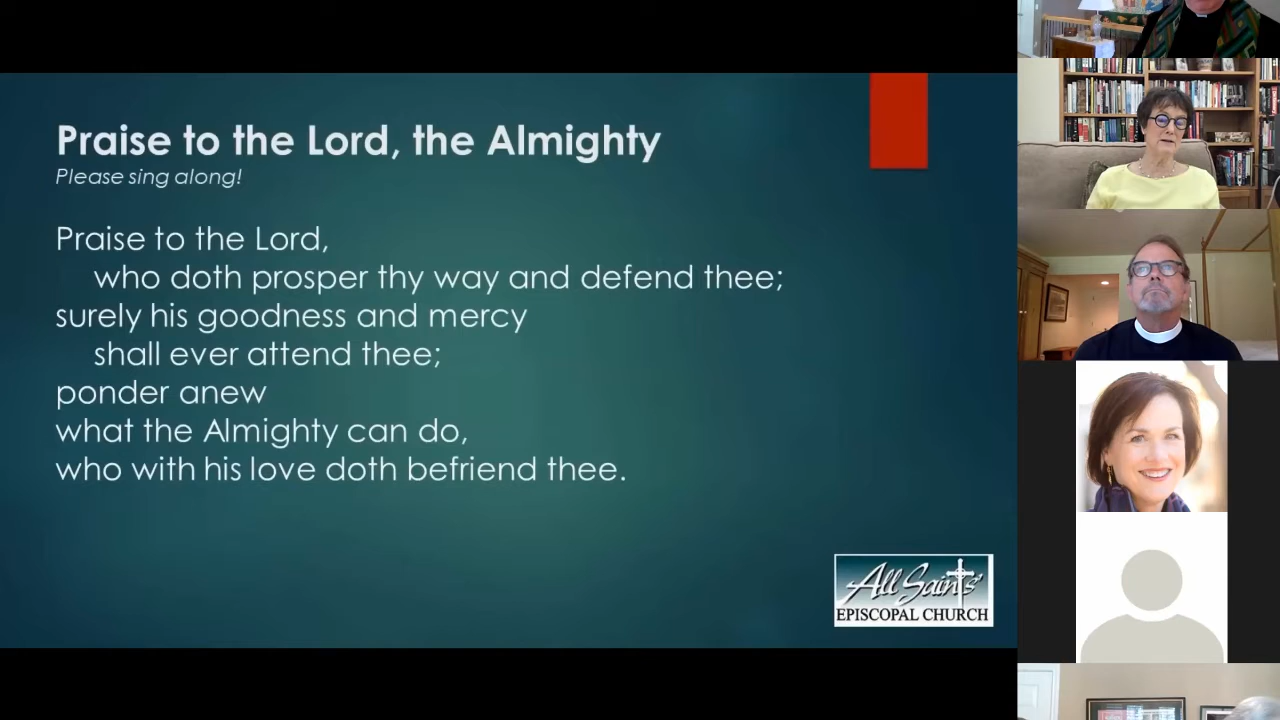 Praise to the Lord, the Almighty
Please sing along!
Praise to the Lord,
who doth prosper thy way and defend thee;
surely his goodness and mercy
shall ever attend thee;
ponder anew
what the Almighty can do,
who with his love doth befriend thee.
All Saints'
EPISCOPAL CHURCH